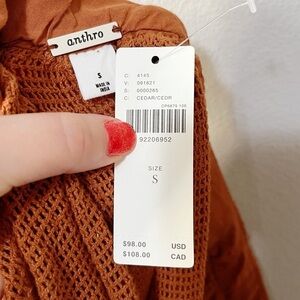 anthro
S
MADE IN
INDIA
C: 4145
V: 091621
S: 0000265
C: CEDAR/CEDR
92206952
SIZE
S
$98.00 USD
$108.00 CAD